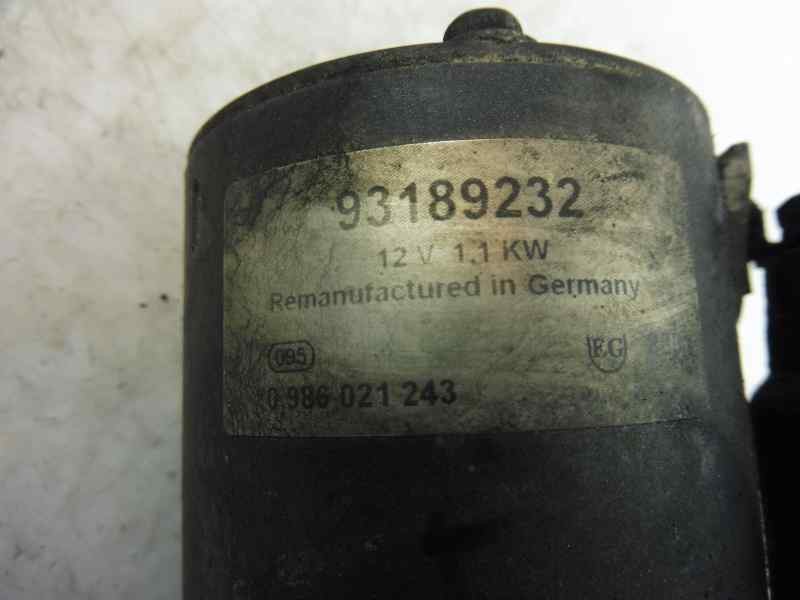 93189232
12 V 1,1 KW
Remanufactured in Germany
095 EG
0 986 021 243